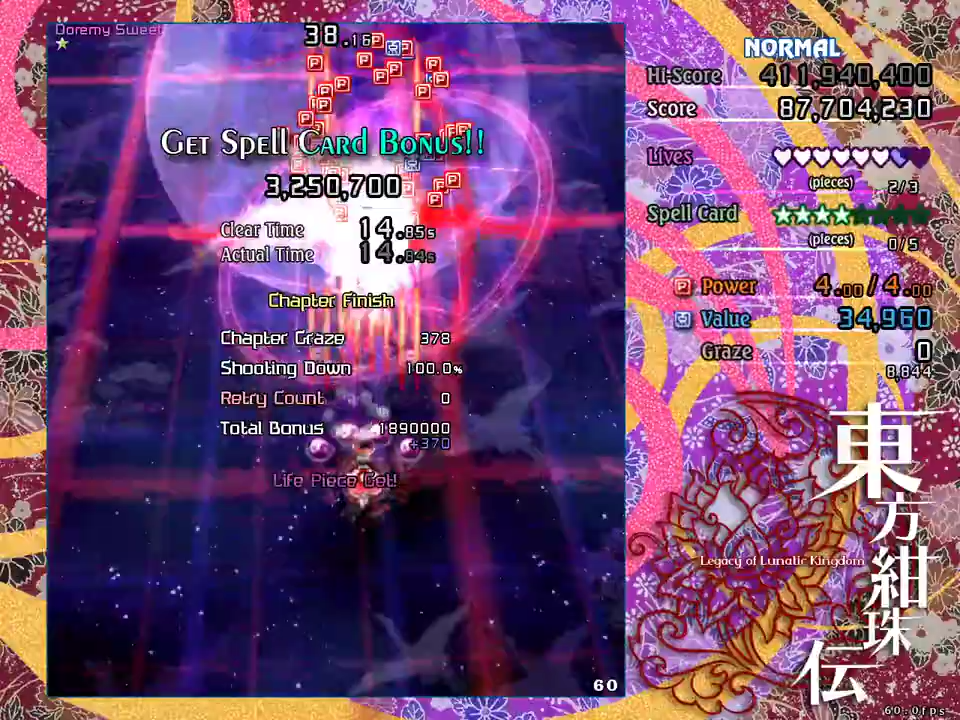 Doremy Sweet
38.16
Get Spell Card Bonus!!
3,250,700
Clear Time 14.85s
Actual Time 14.84s
Chapter Finish
Chapter Graze 378
Shooting Down 100.0%
Retry Count 0
Total Bonus 1890000
+370
Life Piece Get!
60
NORMAL
Hi-Score 411,940,400
Score 87,704,230
Lives
(pieces) 2/3
Spell Card
(pieces) 0/5
P Power 4.00/4.00
Value 34,960
Graze 0
8,844
東方紺珠伝
Legacy of Lunatic Kingdom
60.0fps